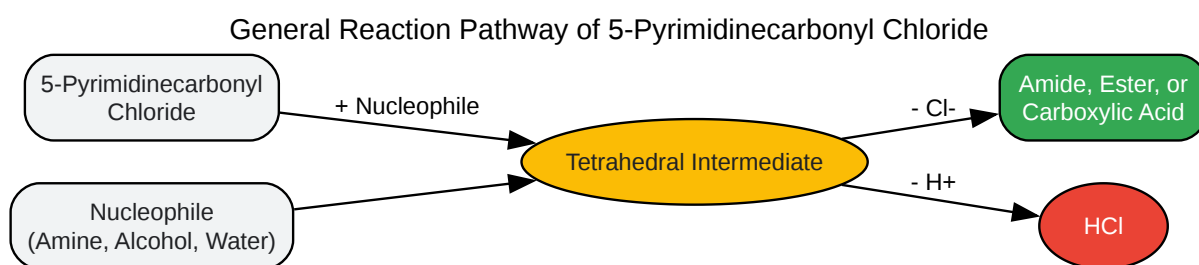 General Reaction Pathway of 5-Pyrimidinecarbonyl Chloride
5-Pyrimidinecarbonyl
Chloride
+ Nucleophile
Nucleophile
(Amine, Alcohol, Water)
Tetrahedral Intermediate
- Cl-
Amide, Ester, or
Carboxylic Acid
- H+
HCl